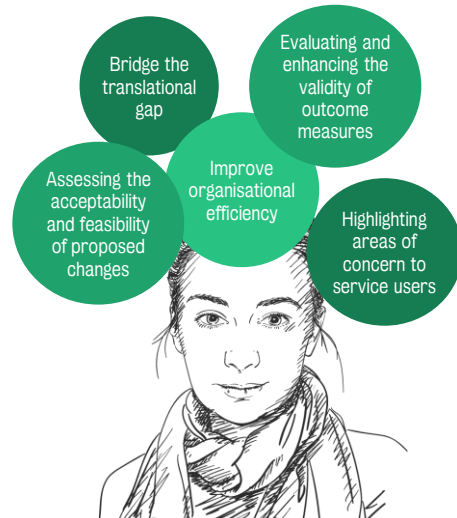 Bridge the
translational
gap
Evaluating and
enhancing the
validity of
outcome
measures
Assessing the
acceptability
and feasibility
of proposed
changes
Improve
organisational
efficiency
Highlighting
areas of
concern to
service users